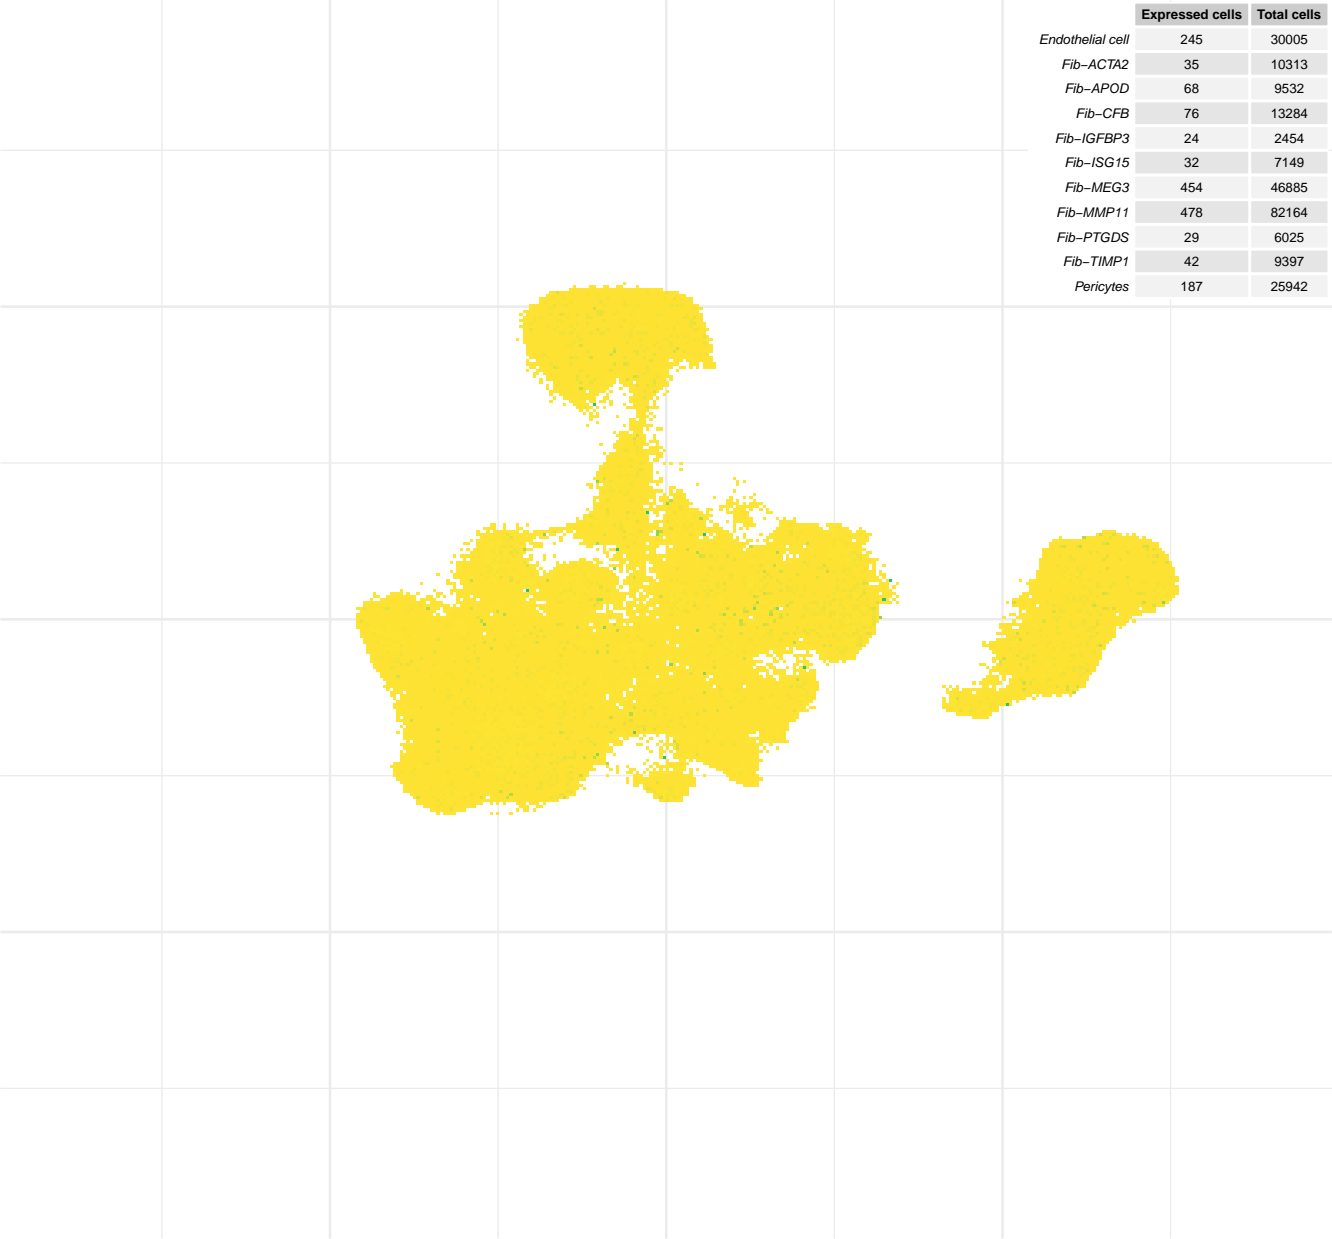 Expressed cells Total cells
Endothelial cell 245 30005
Fib−ACTA2 35 10313
Fib−APOD 68 9532
Fib−CFB 76 13284
Fib−IGFBP3 24 2454
Fib−ISG15 32 7149
Fib−MEG3 454 46885
Fib−MMP11 478 82164
Fib−PTGDS 29 6025
Fib−TIMP1 42 9397
Pericytes 187 25942